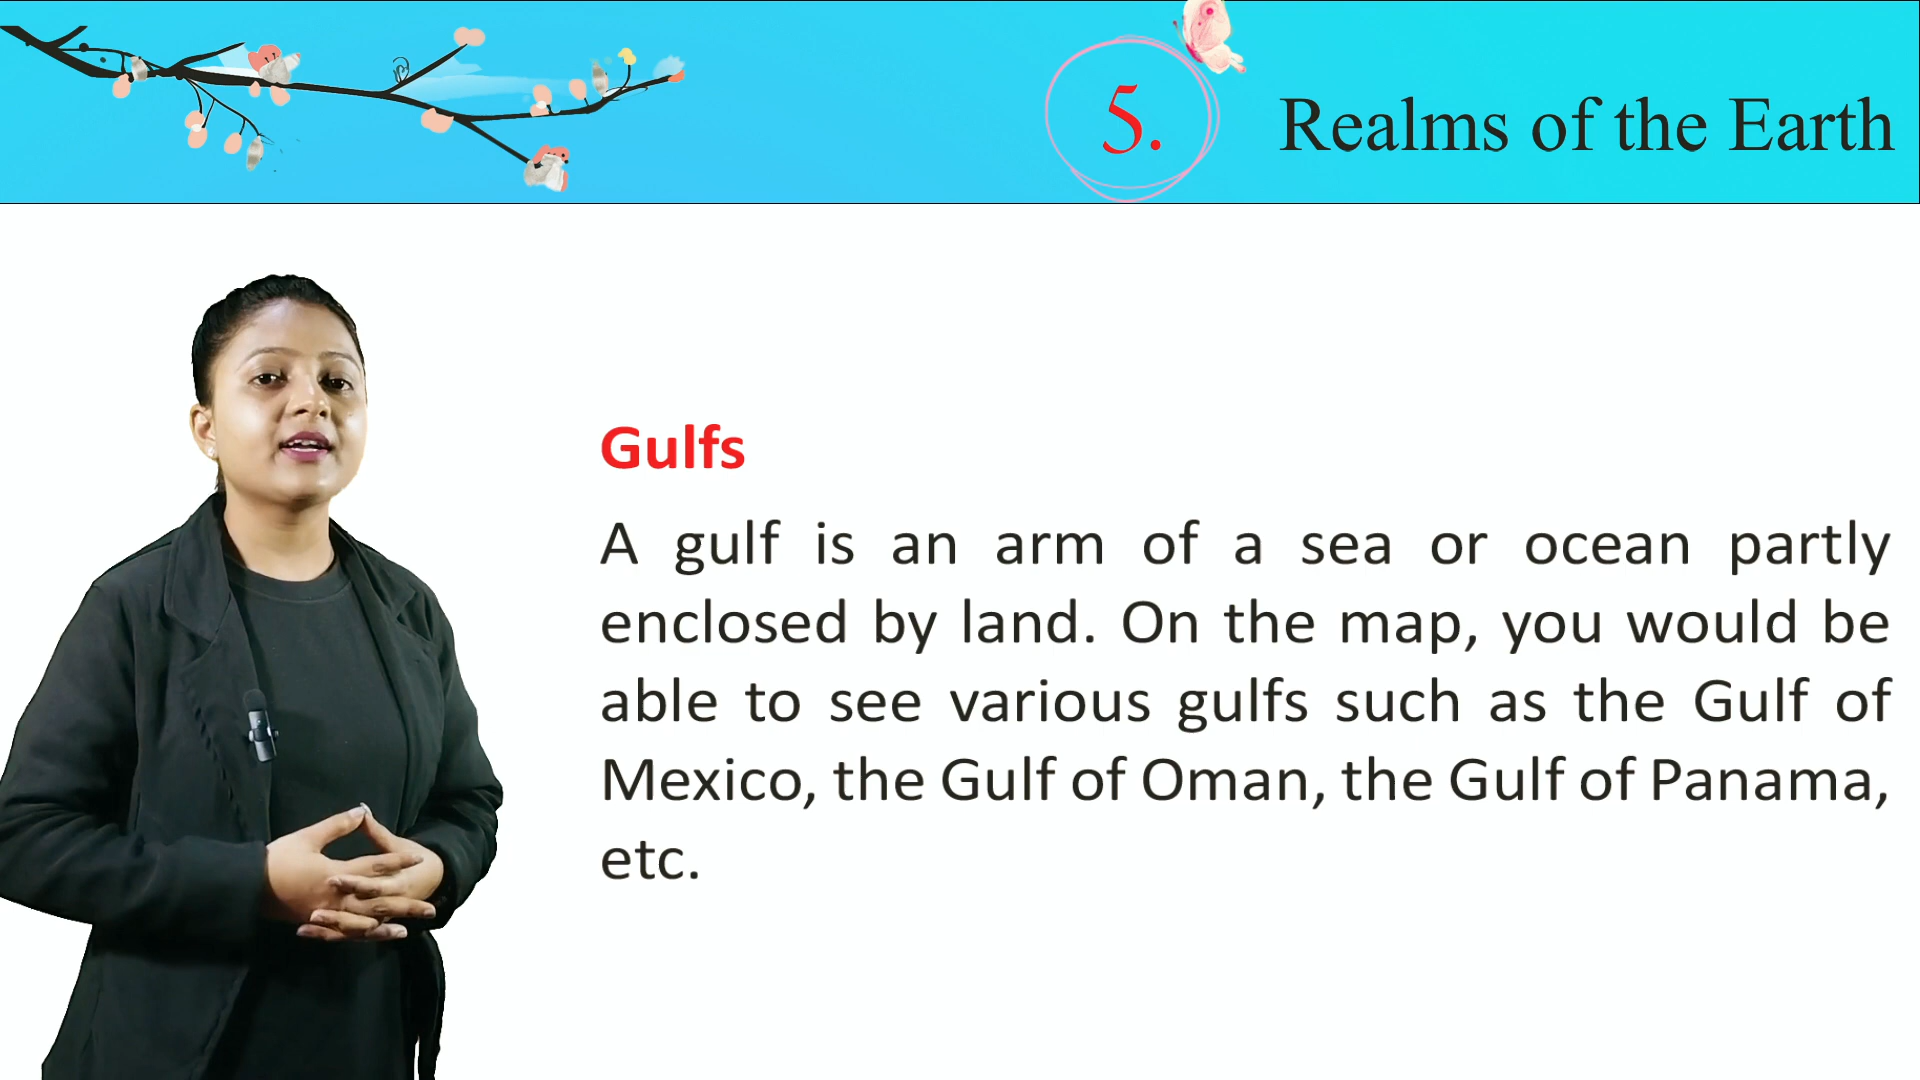 5. Realms of the Earth
Gulfs
A gulf is an arm of a sea or ocean partly
enclosed by land. On the map, you would be
able to see various gulfs such as the Gulf of
Mexico, the Gulf of Oman, the Gulf of Panama,
etc.